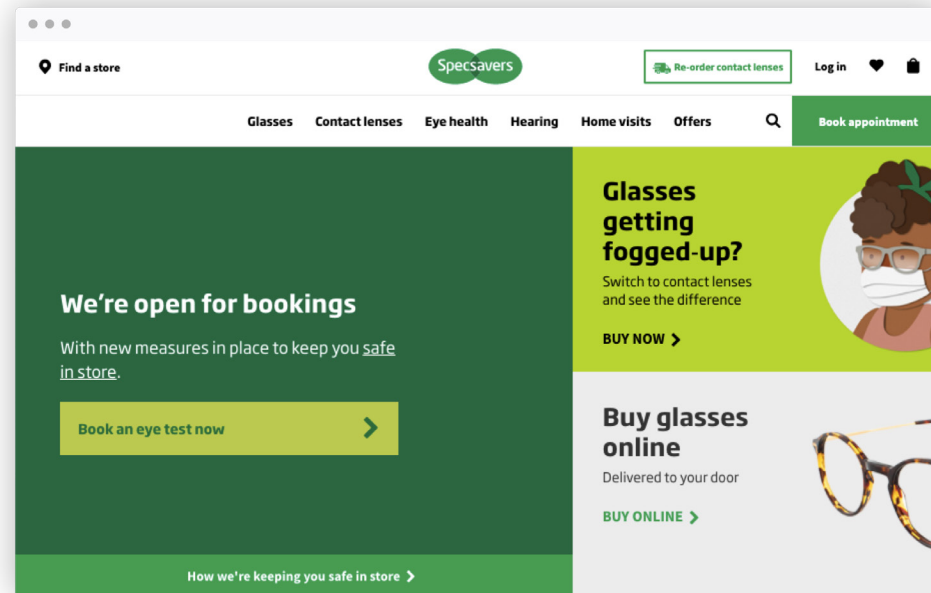 Find a store
Specsavers
Re-order contact lenses
Log in
Glasses
Contact lenses
Eye health
Hearing
Home visits
Offers
Book appointment
We're open for bookings
With new measures in place to keep you safe
in store.
Book an eye test now
How we're keeping you safe in store
Glasses
getting
fogged-up?
Switch to contact lenses
and see the difference
BUY NOW
Buy glasses
online
Delivered to your door
BUY ONLINE